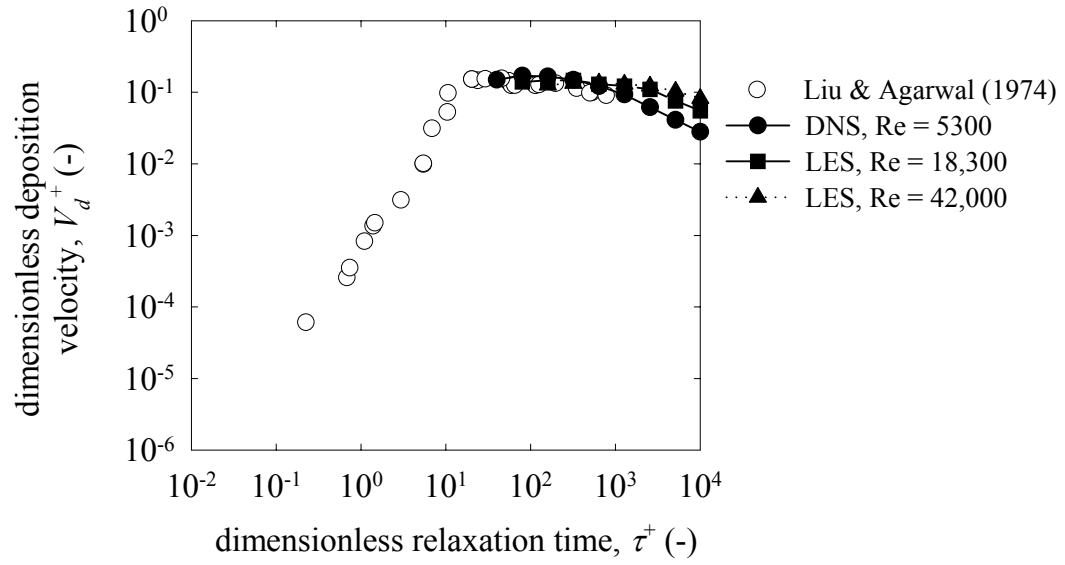 10^0
10^-1
10^-2
10^-3
10^-4
10^-5
10^-6
dimensionless deposition
velocity, V_d^+ (-)
10^-2 10^-1 10^0 10^1 10^2 10^3 10^4
dimensionless relaxation time, τ^+ (-)
Liu & Agarwal (1974)
DNS, Re = 5300
LES, Re = 18,300
LES, Re = 42,000